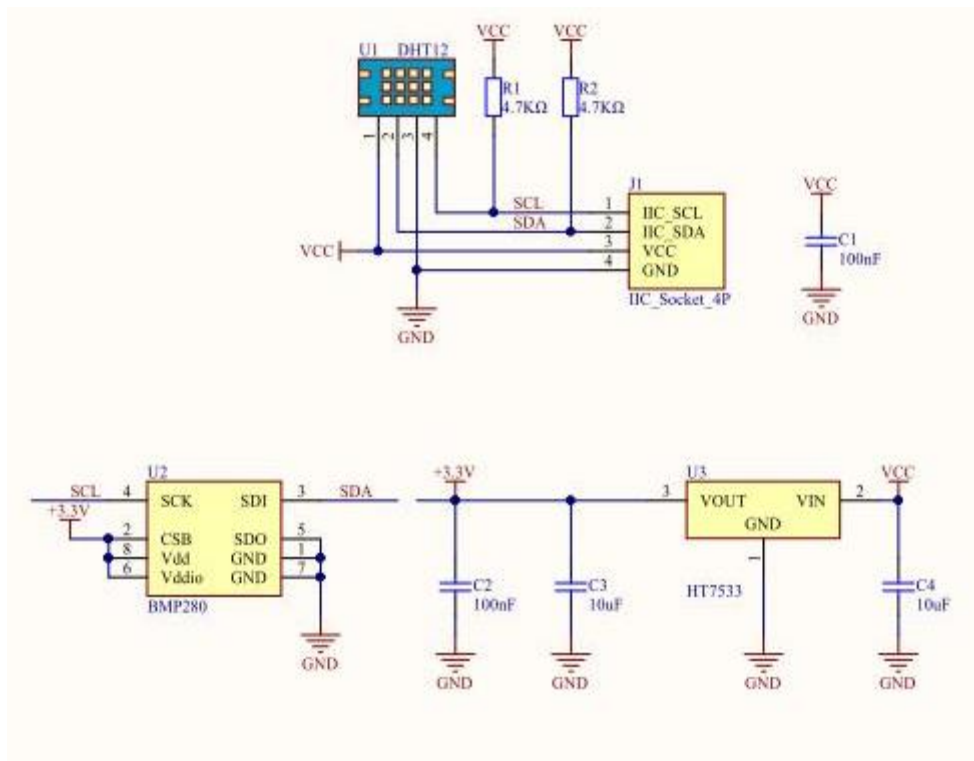 VCC VCC
U1 DHT12
R1 R2
4.7KΩ 4.7KΩ
1 2 3 4
VCC
J1
SCL 1 IIC_SCL
SDA 2 IIC_SDA
C1
VCC 3 VCC
100nF
4 GND
IIC_Socket_4P
GND
GND
U2 +3.3V U3 VCC
SCL 4 SCK SDI 3 SDA
3 VOUT VIN 2
+3.3V
GND
2 CSB SDO 5
8 Vdd GND 1
6 Vddio GND 7
1
BMP280
C2 C3 HT7533 C4
100nF 10uF 10uF
GND
GND GND GND GND